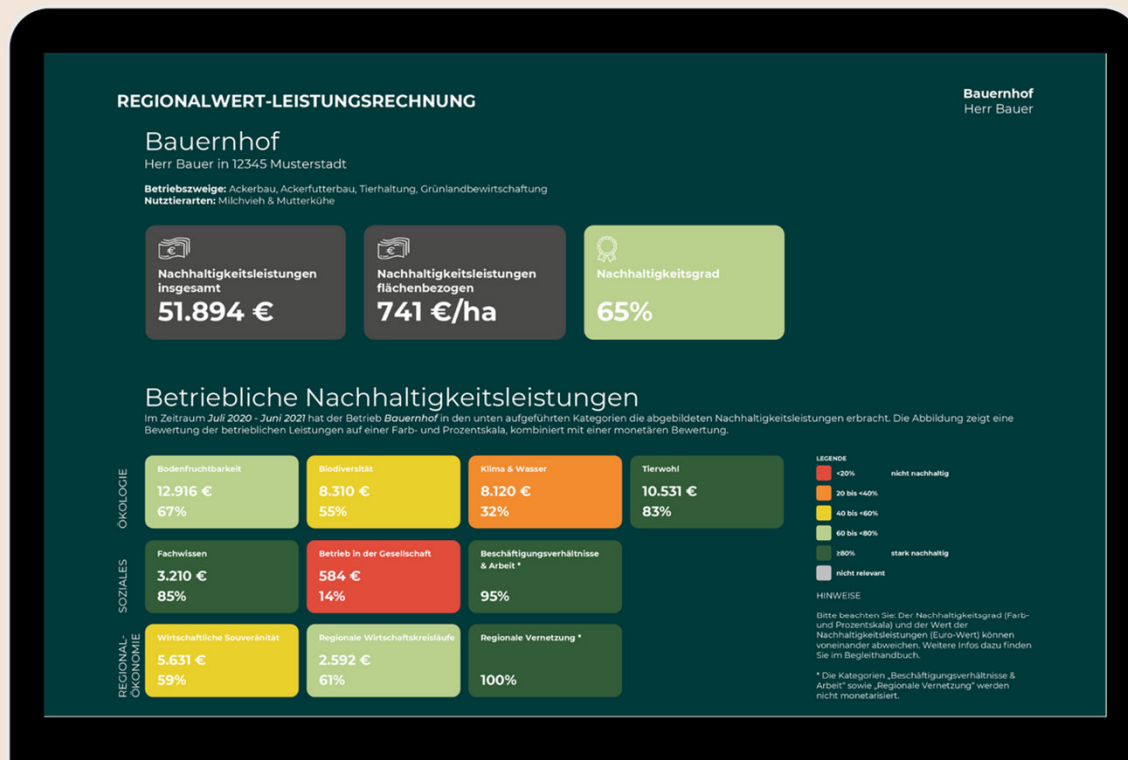 REGIONALWERT-LEISTUNGSRECHNUNG
Bauernhof
Herr Bauer
Bauernhof
Herr Bauer in 12345 Musterstadt
Betriebszweige: Ackerbau, Ackerfutterbau, Tierhaltung, Grünlandbewirtschaftung
Nutztierarten: Milchvieh & Mutterkühe
Nachhaltigkeitsleistungen
insgesamt
51.894 €
Nachhaltigkeitsleistungen
flächenbezogen
741 €/ha
Nachhaltigkeitsgrad
65%
Betriebliche Nachhaltigkeitsleistungen
Im Zeitraum Juli 2020 - Juni 2021 hat der Betrieb Bauernhof in den unten aufgeführten Kategorien die abgebildeten Nachhaltigkeitsleistungen erbracht. Die Abbildung zeigt eine
Bewertung der betrieblichen Leistungen auf einer Farb- und Prozentskala, kombiniert mit einer monetären Bewertung.
ÖKOLOGIE
Bodenfruchtbarkeit
12.916 €
67%
Biodiversität
8.310 €
55%
Klima & Wasser
8.120 €
32%
Tierwohl
10.531 €
83%
SOZIALES
Fachwissen
3.210 €
85%
Betrieb in der Gesellschaft
584 €
14%
Beschäftigungsverhältnisse
& Arbeit *
95%
REGIONAL-
ÖKONOMIE
Wirtschaftliche Souveränität
5.631 €
59%
Regionale Wirtschaftskreisläufe
2.592 €
61%
Regionale Vernetzung *
100%
LEGENDE
<20% nicht nachhaltig
20 bis <40%
40 bis <60%
60 bis <80%
≥80% stark nachhaltig
nicht relevant
HINWEISE
Bitte beachten Sie: Der Nachhaltigkeitsgrad (Farb-
und Prozentskala) und der Wert der
Nachhaltigkeitsleistungen (Euro-Wert) können
voneinander abweichen. Weitere Infos dazu finden
Sie im Begleithandbuch.
* Die Kategorien „Beschäftigungsverhältnisse &
Arbeit" sowie „Regionale Vernetzung" werden
nicht monetarisiert.